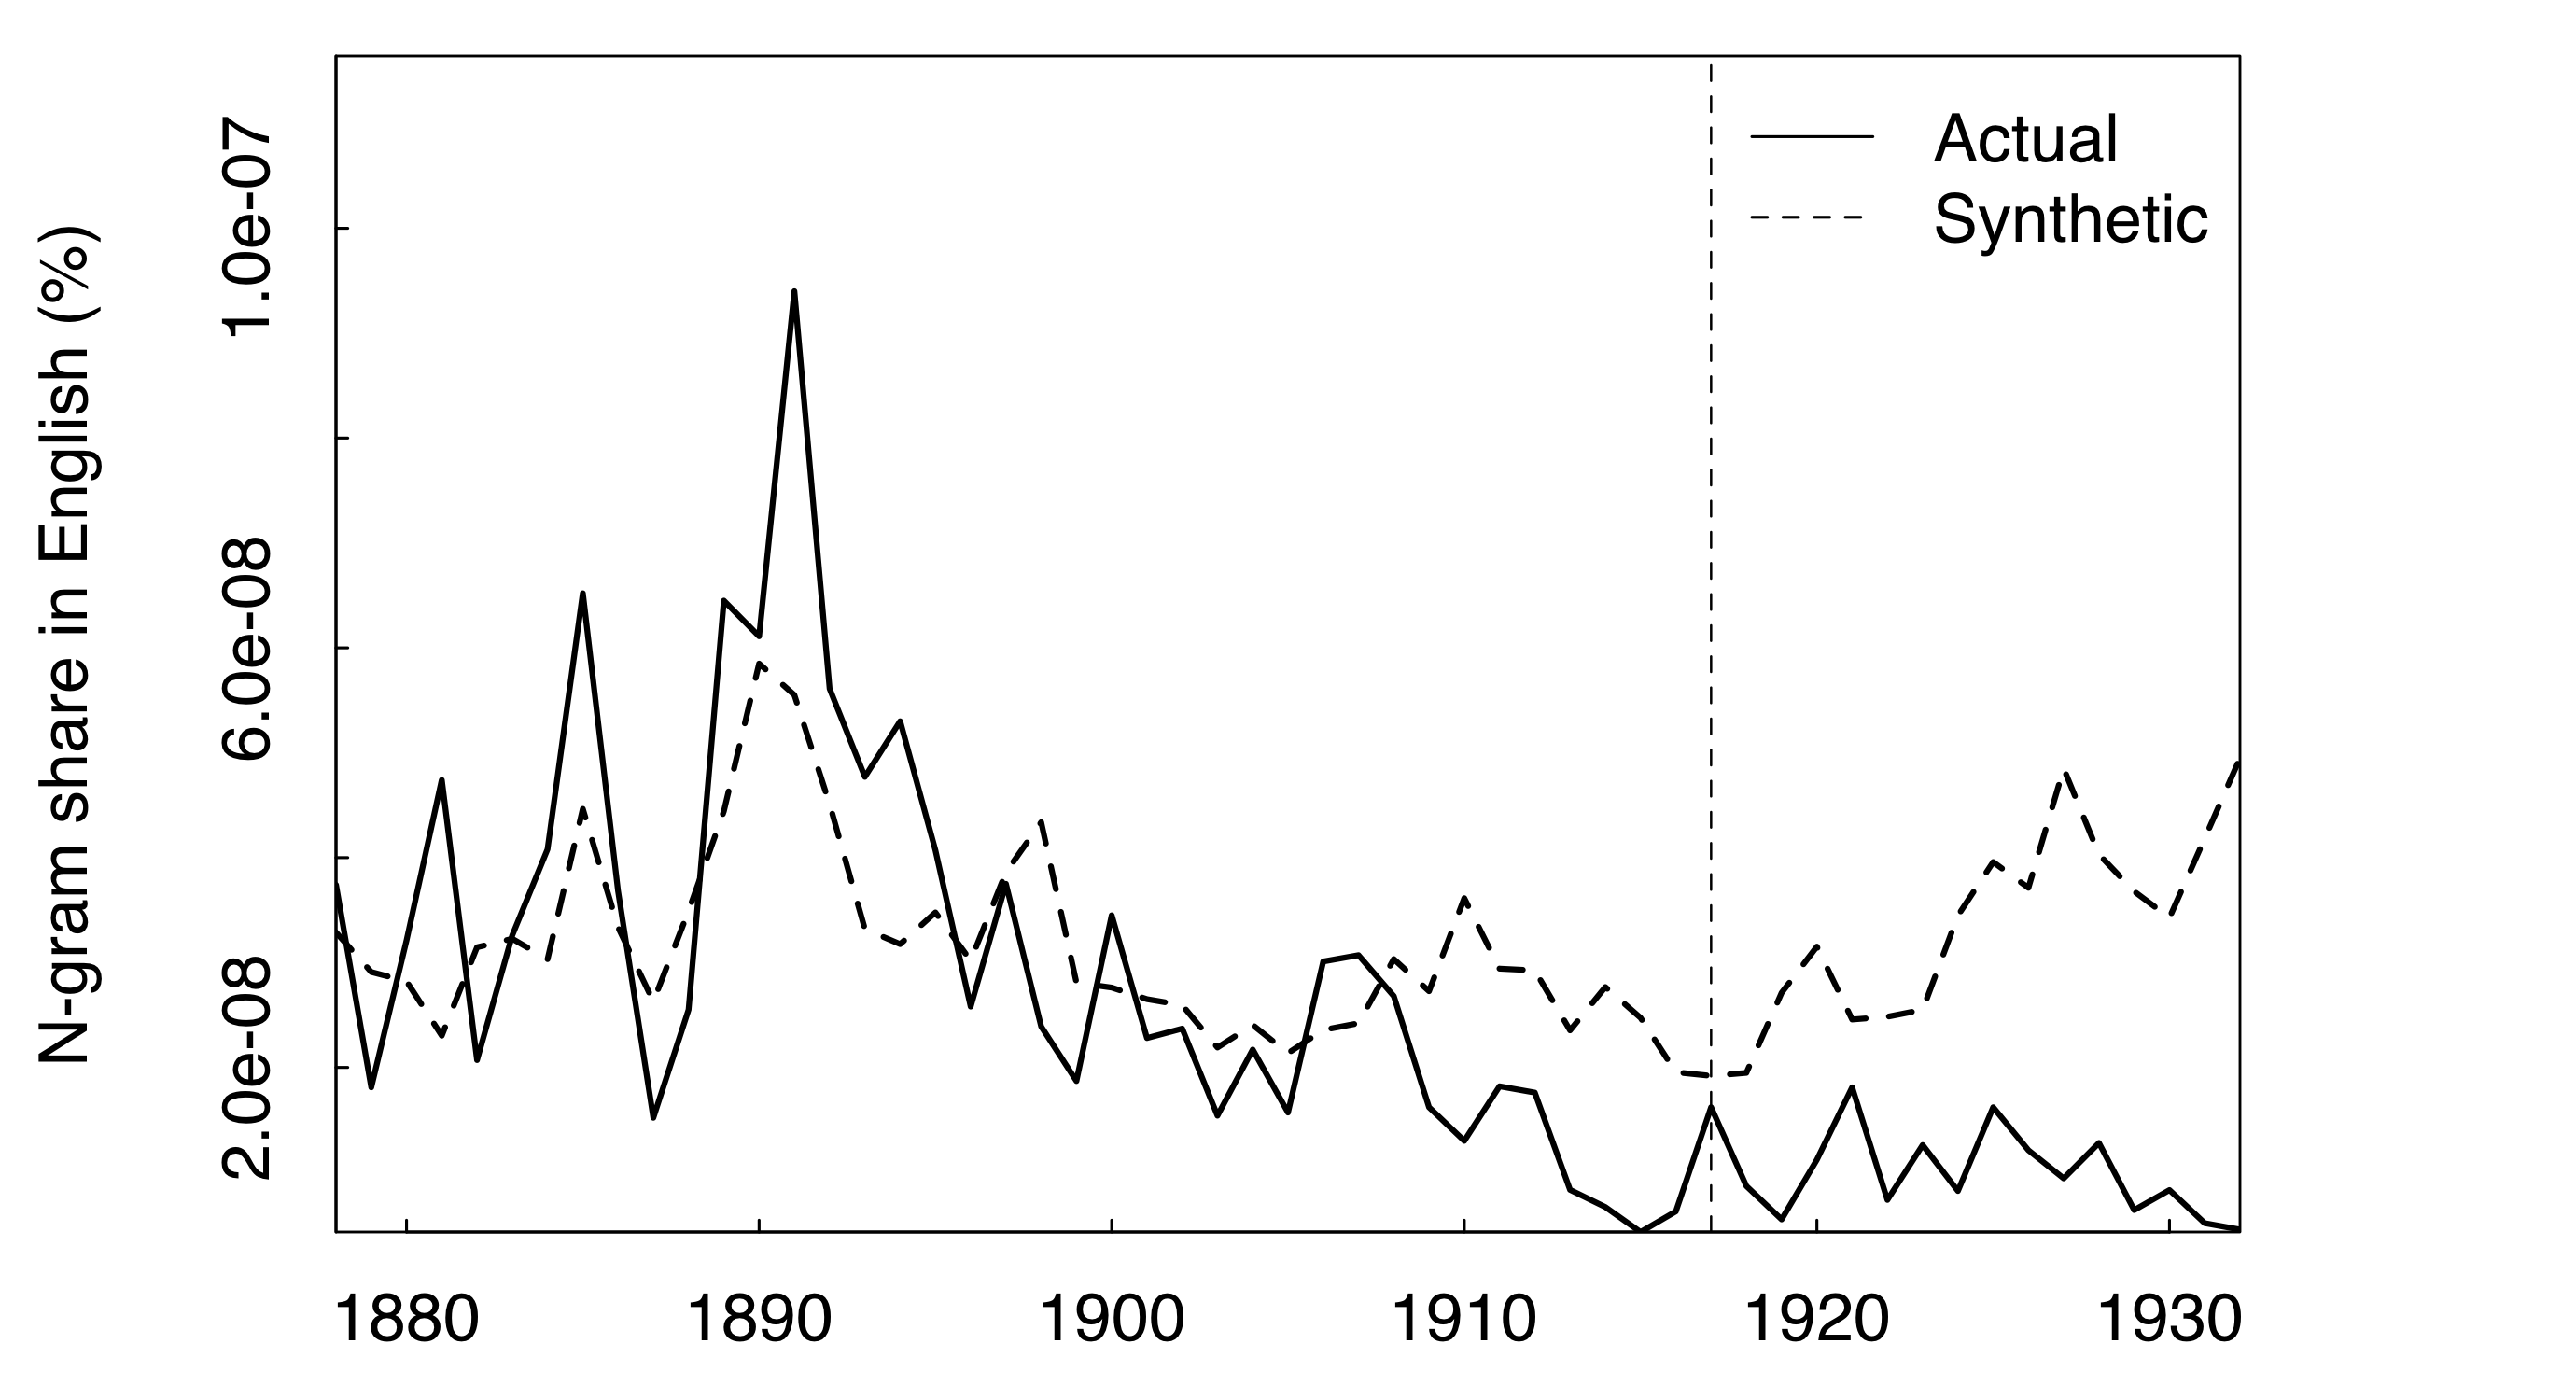 N-gram share in English (%)
1.0e-07
6.0e-08
2.0e-08
Actual
Synthetic
1880 1890 1900 1910 1920 1930